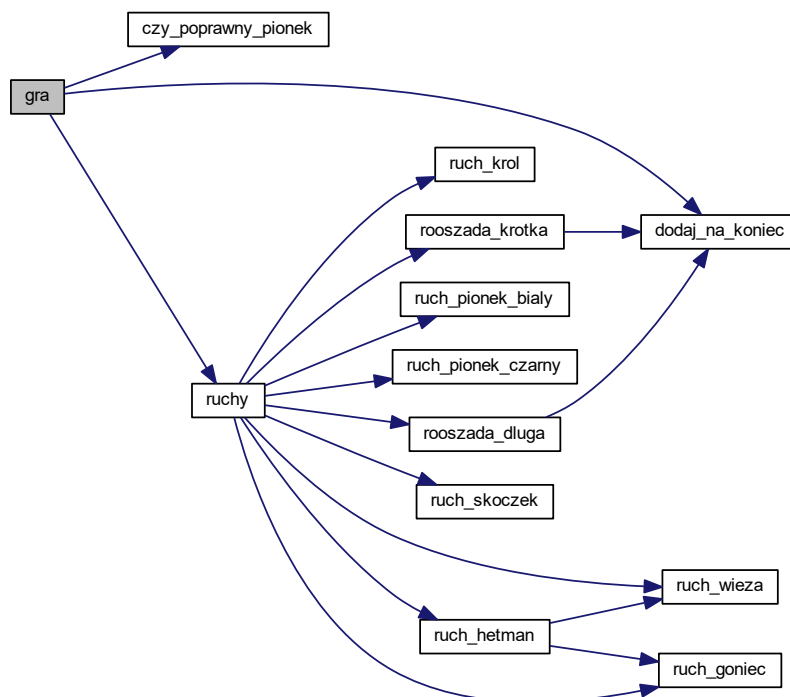 czy_poprawny_pionek
gra
ruch_krol
rooszada_krotka
dodaj_na_koniec
ruch_pionek_bialy
ruch_pionek_czarny
ruchy
rooszada_dluga
ruch_skoczek
ruch_wieza
ruch_hetman
ruch_goniec